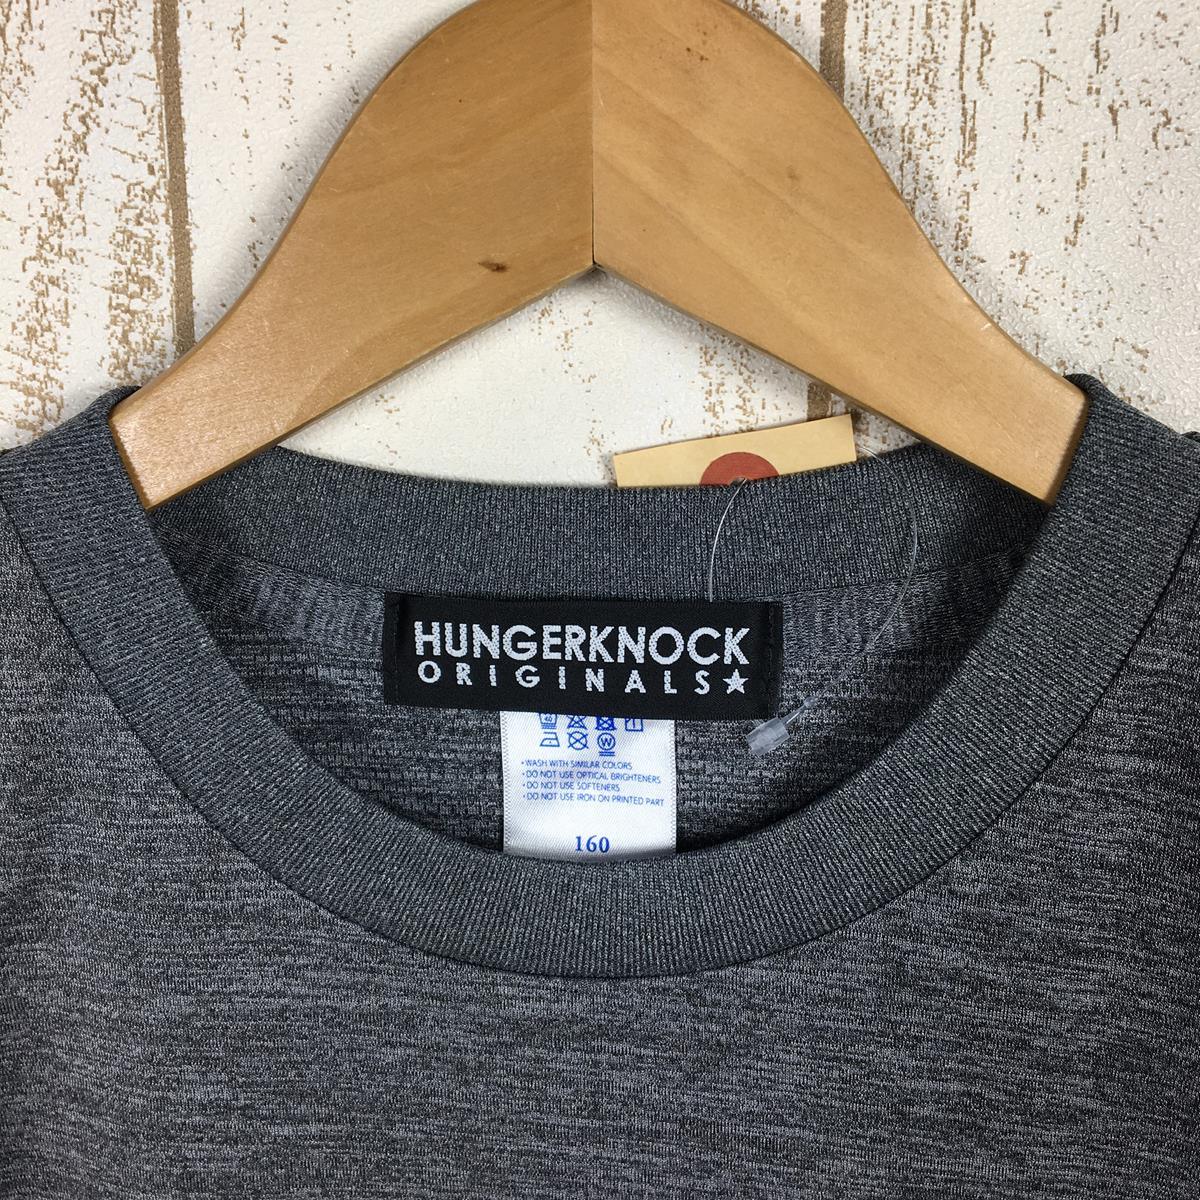 HUNGERKNOCK
ORIGINALS★
40
W
• WASH WITH SIMILAR COLORS
• DO NOT USE OPTICAL BRIGHTENERS
• DO NOT USE SOFTENERS
• DO NOT USE IRON ON PRINTED PART
160